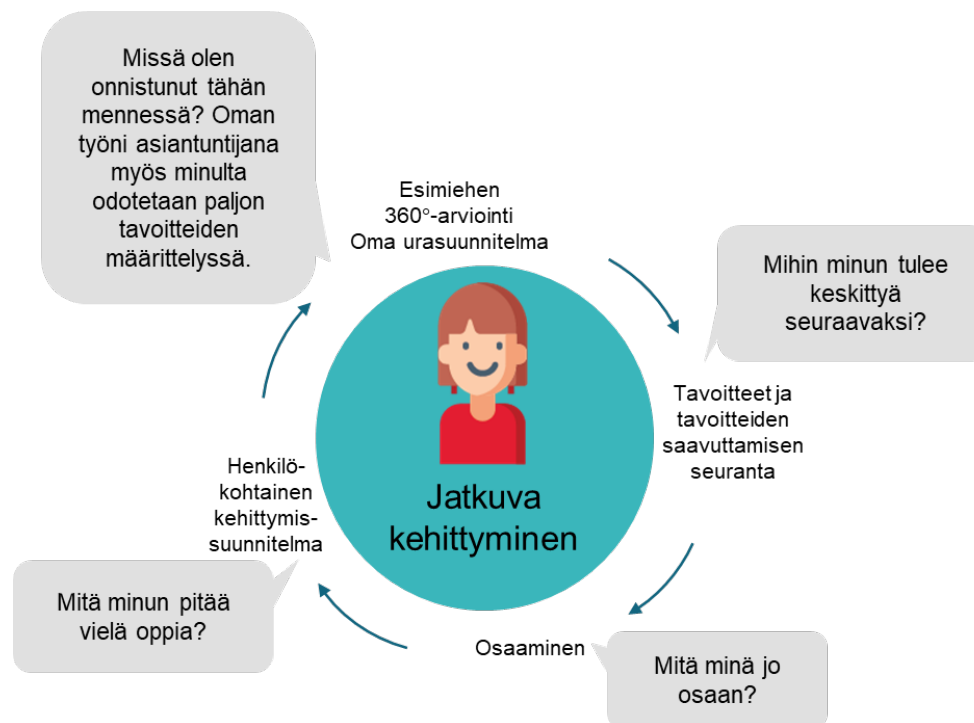 Missä olen
onnistunut tähän
mennessä? Oman
työni asiantuntijana
myös minulta
odotetaan paljon
tavoitteiden
määrittelyssä.
Esimiehen
360°-arviointi
Oma urasuunnitelma
Mihin minun tulee
keskittyä
seuraavaksi?
Tavoitteet ja
tavoitteiden
saavuttamisen
seuranta
Jatkuva
kehittyminen
Henkilö-
kohtainen
kehittymis-
suunnitelma
Mitä minun pitää
vielä oppia?
Osaaminen
Mitä minä jo
osaan?